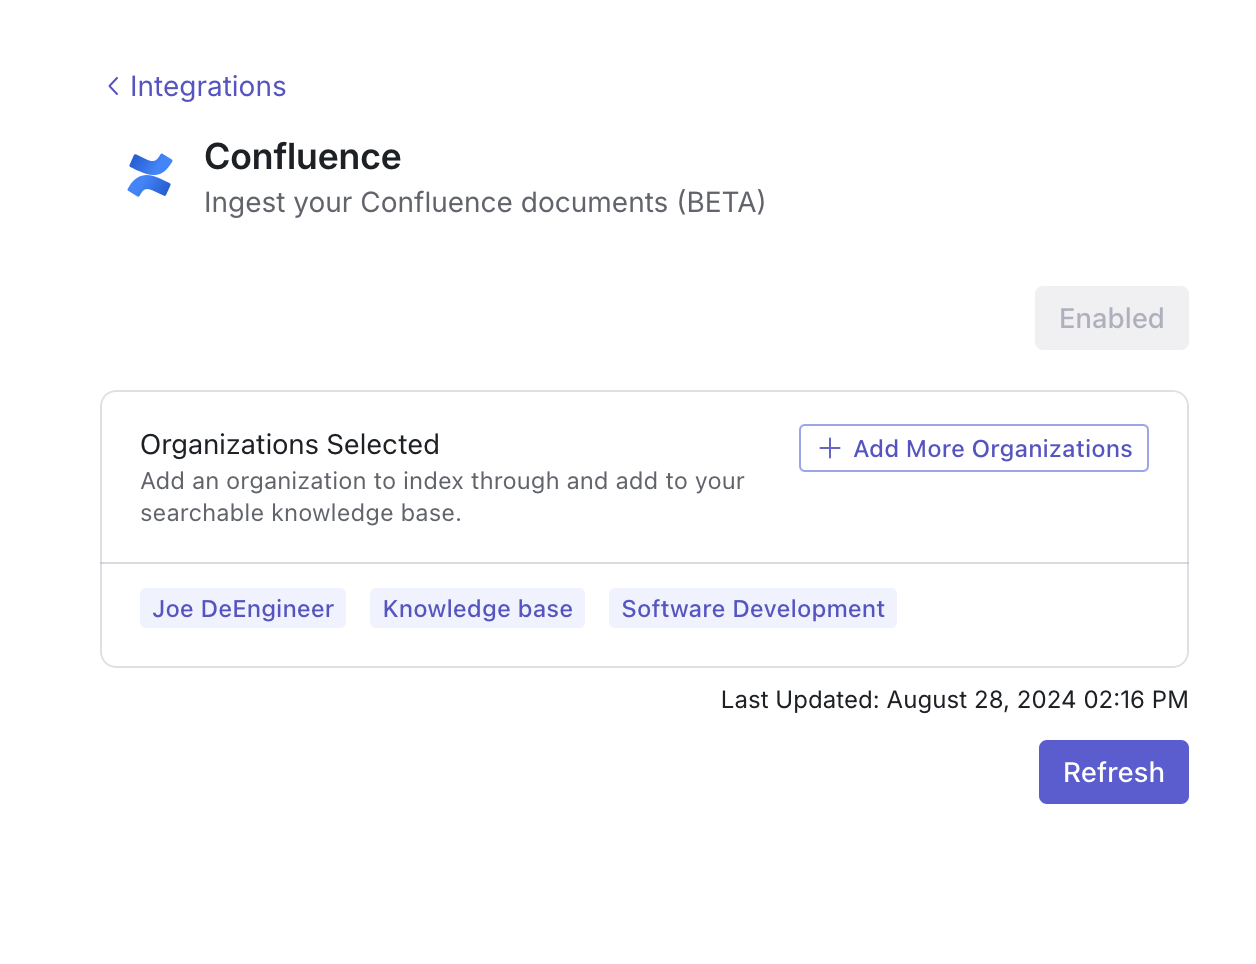 Integrations
Confluence
Ingest your Confluence documents (BETA)
Enabled
Organizations Selected
Add an organization to index through and add to your
searchable knowledge base.
Add More Organizations
Joe DeEngineer Knowledge base Software Development
Last Updated: August 28, 2024 02:16 PM
Refresh